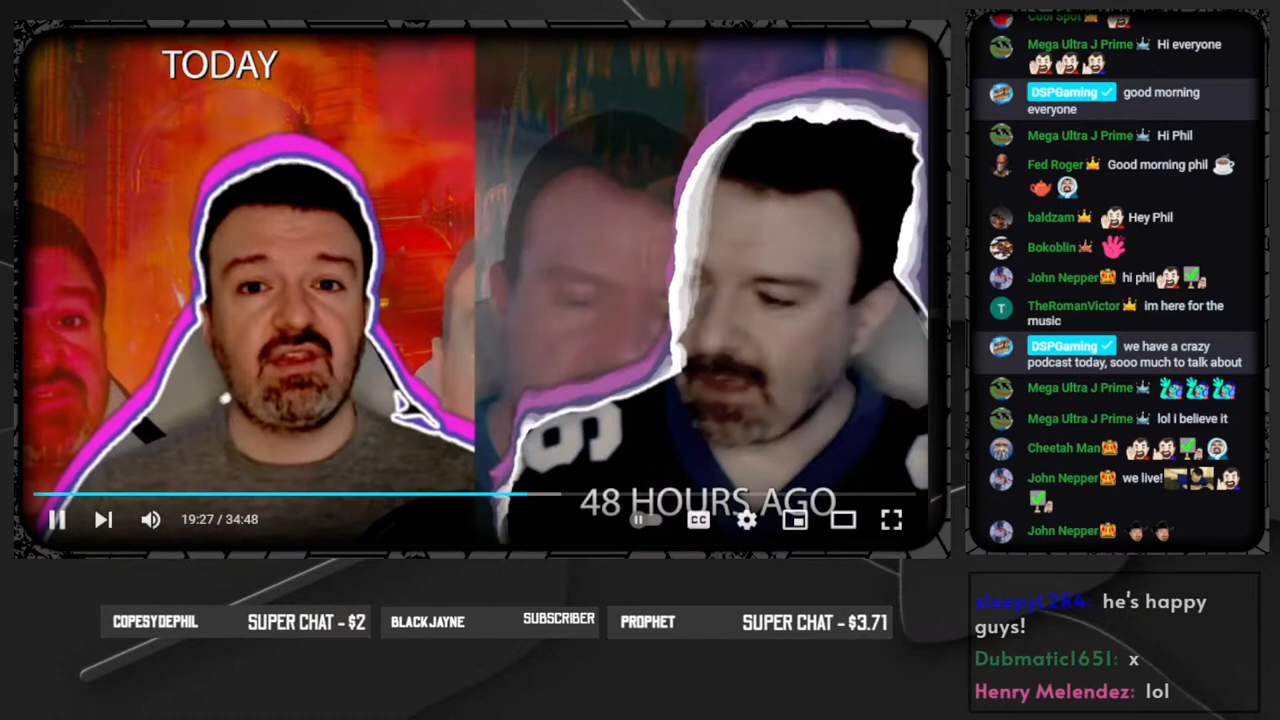 TODAY
48 HOURS AGO
19:27 / 34:48
CC
Cool Spot
Mega Ultra J Prime Hi everyone
DSPGaming ✓ good morning
everyone
Mega Ultra J Prime Hi Phil
Fed Roger Good morning phil
baldzam Hey Phil
Bokoblin
John Nepper hi phil
T TheRomanVictor im here for the
music
DSPGaming ✓ we have a crazy
podcast today, sooo much to talk about
Mega Ultra J Prime
Mega Ultra J Prime lol i believe it
Cheetah Man
John Nepper we live!
John Nepper
COPESYDEPHIL SUPER CHAT - $2
BLACKJAYNE SUBSCRIBER
PROPHET SUPER CHAT - $3.71
sleepyL2R4: he's happy
guys!
Dubmatic1651: x
Henry Melendez: lol